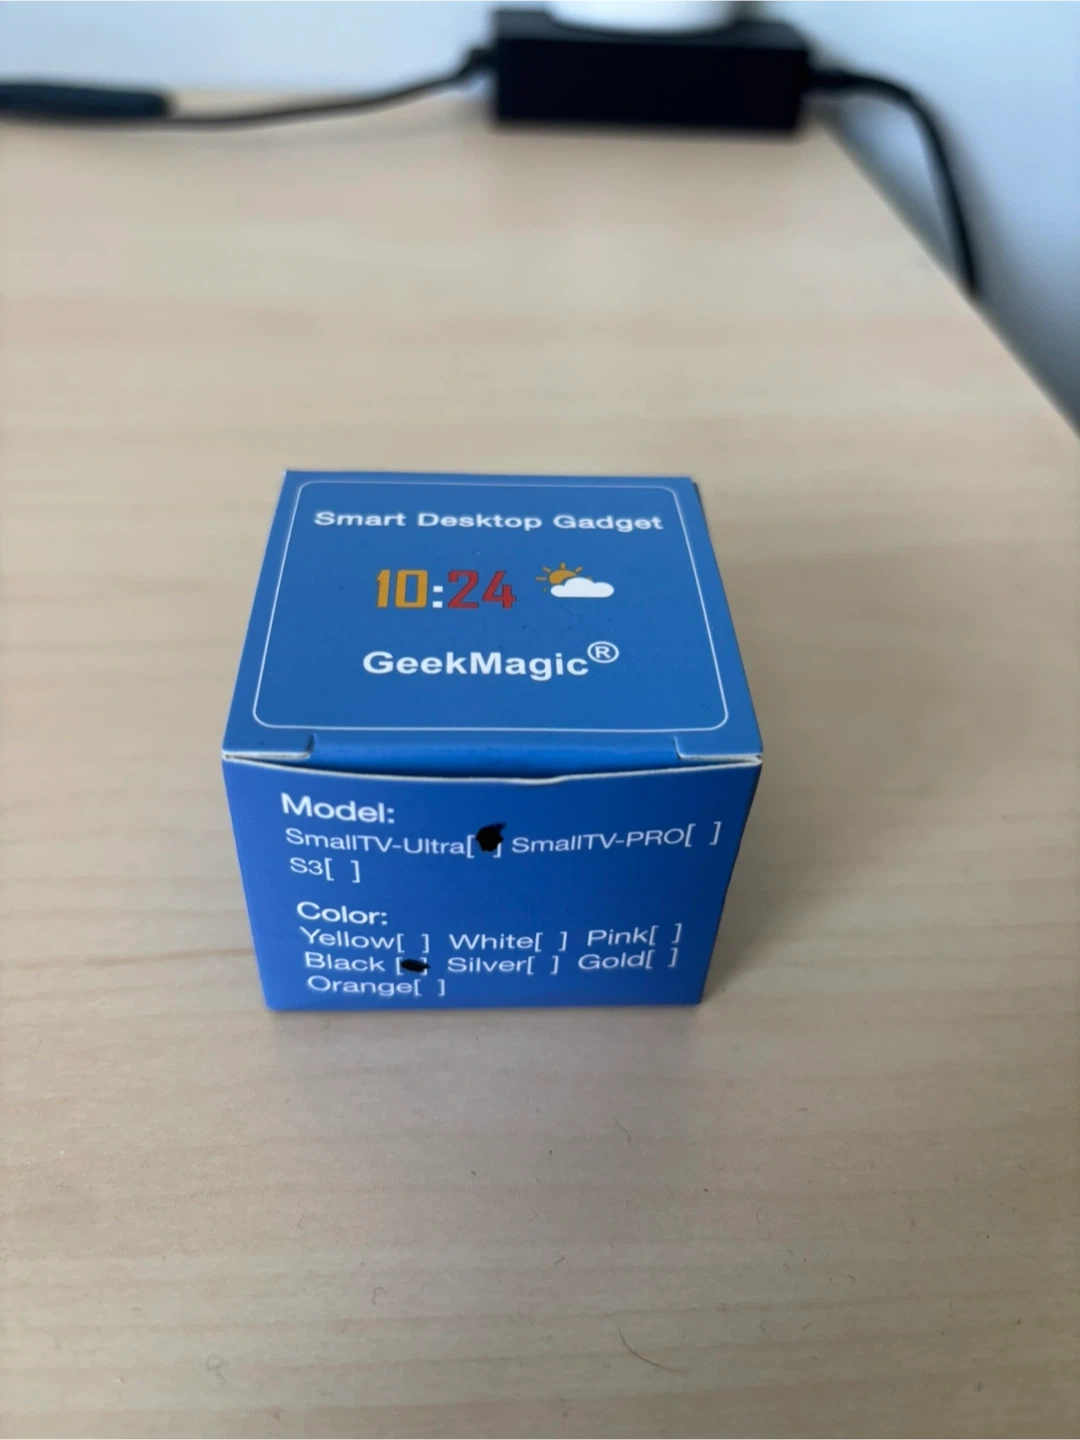 Smart Desktop Gadget
10:24
GeekMagic®
Model:
SmallTV-Ultra[ ] SmallTV-PRO[ ]
S3[ ]
Color:
Yellow[ ] White[ ] Pink[ ]
Black [ ] Silver[ ] Gold[ ]
Orange[ ]